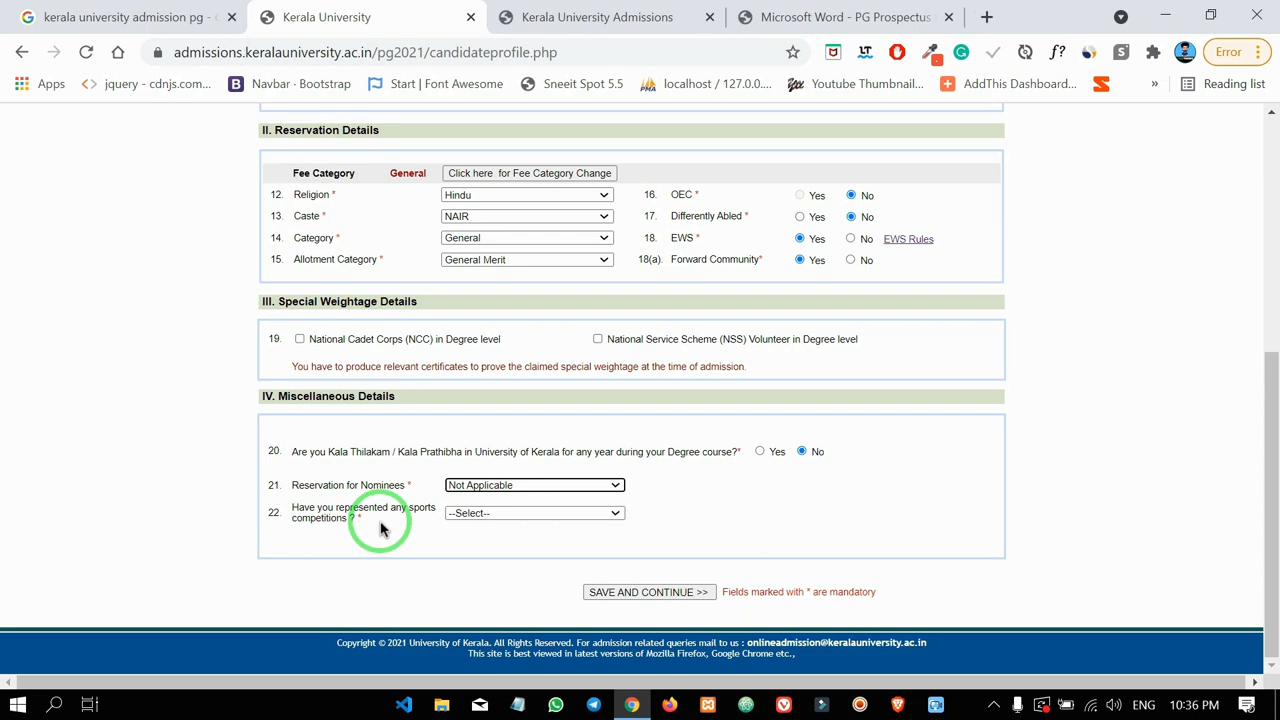 kerala university admission pg -
Kerala University
Kerala University Admissions
Microsoft Word - PG Prospectus
admissions.keralauniversity.ac.in/pg2021/candidateprofile.php
Error
Apps
jquery - cdnjs.com...
Navbar · Bootstrap
Start | Font Awesome
Sneeit Spot 5.5
localhost / 127.0.0....
Youtube Thumbnail...
AddThis Dashboard...
Reading list
II. Reservation Details
Fee Category General Click here for Fee Category Change
12. Religion * Hindu 16. OEC * Yes No
13. Caste * NAIR 17. Differently Abled * Yes No
14. Category * General 18. EWS * Yes No EWS Rules
15. Allotment Category * General Merit 18(a). Forward Community* Yes No
III. Special Weightage Details
19. National Cadet Corps (NCC) in Degree level National Service Scheme (NSS) Volunteer in Degree level
You have to produce relevant certificates to prove the claimed special weightage at the time of admission.
IV. Miscellaneous Details
20. Are you Kala Thilakam / Kala Prathibha in University of Kerala for any year during your Degree course?* Yes No
21. Reservation for Nominees * Not Applicable
22. Have you represented any sports competitions ? * --Select--
SAVE AND CONTINUE >> Fields marked with * are mandatory
Copyright © 2021 University of Kerala. All Rights Reserved. For admission related queries mail to us : onlineadmission@keralauniversity.ac.in
This site is best viewed in latest versions of Mozilla Firefox, Google Chrome etc.,
ENG 10:36 PM